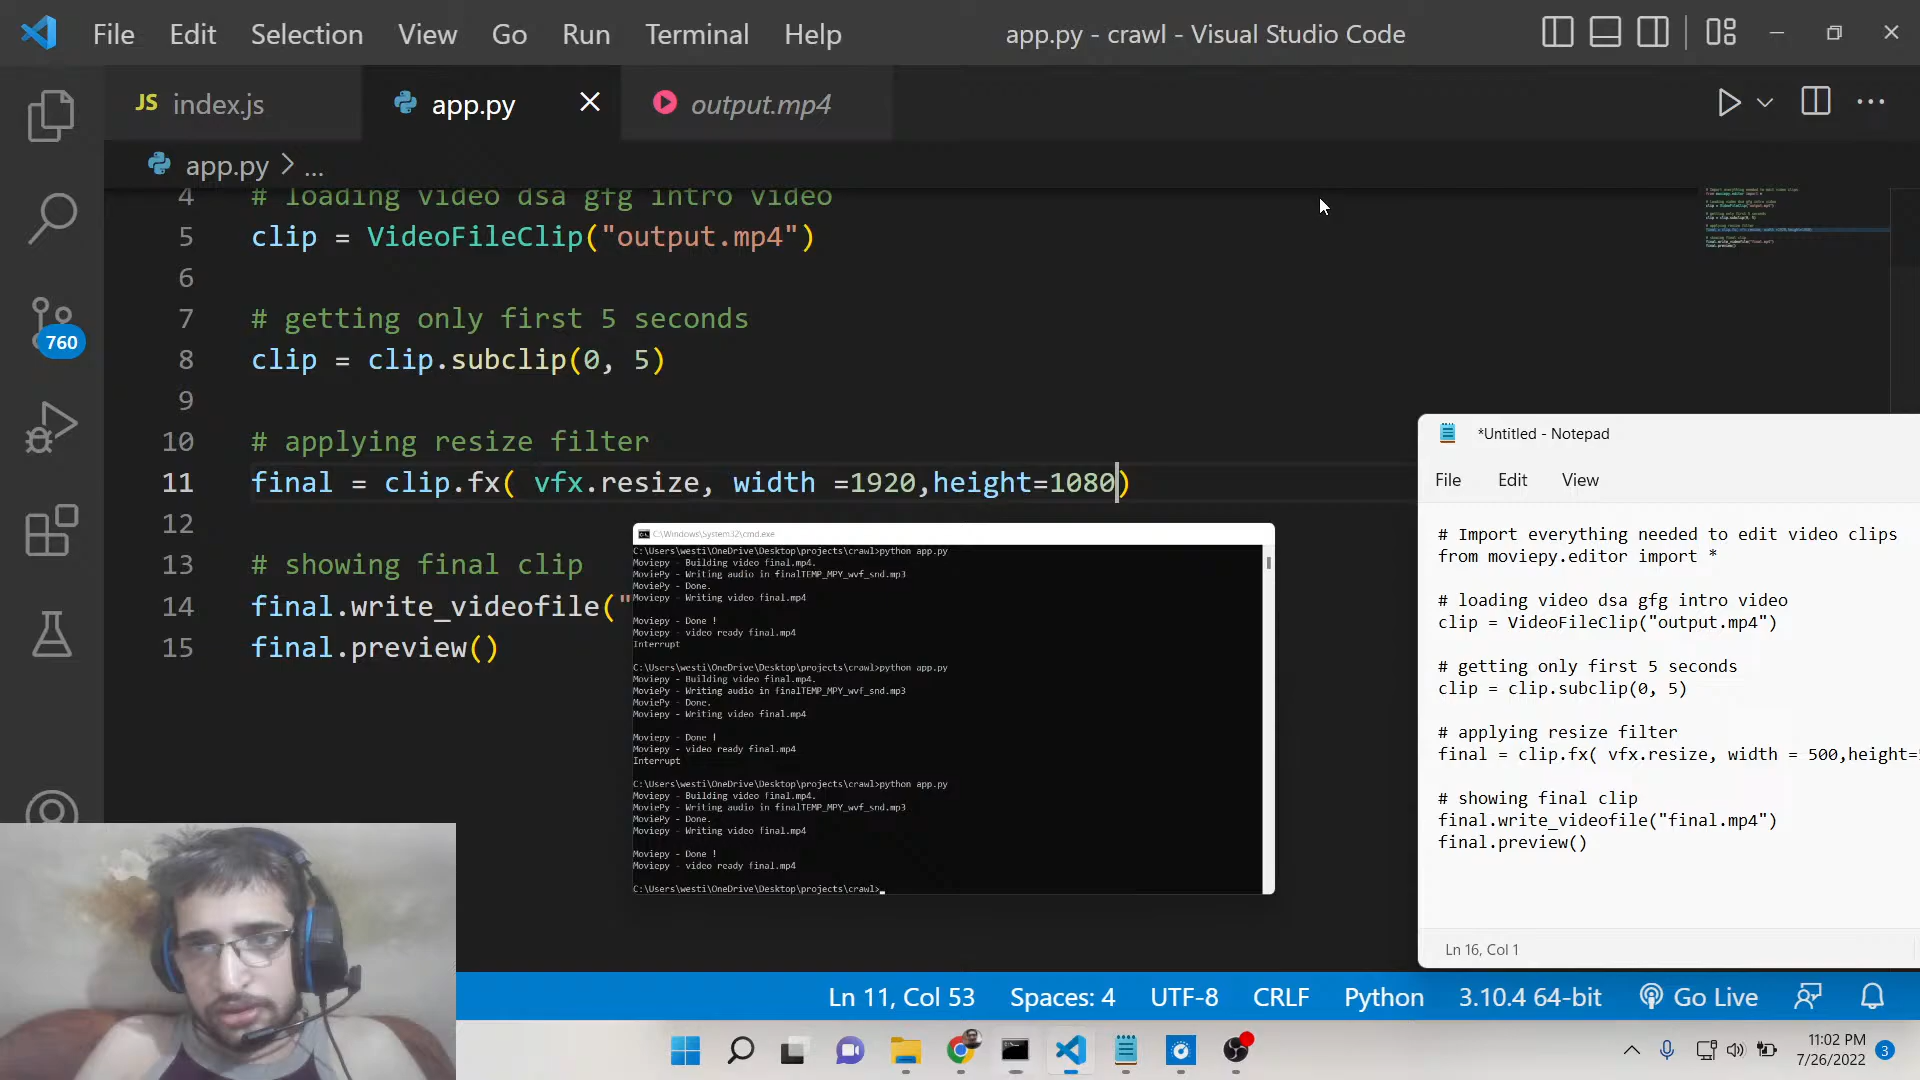 File Edit Selection View Go Run Terminal Help
app.py - crawl - Visual Studio Code
JS index.js
app.py
output.mp4
app.py > ...
4 # loading video dsa gfg intro video
5 clip = VideoFileClip("output.mp4")
6
7 # getting only first 5 seconds
8 clip = clip.subclip(0, 5)
9
10 # applying resize filter
11 final = clip.fx( vfx.resize, width =1920,height=1080)
12
13 # showing final clip
14 final.write_videofile("
15 final.preview()
760
C:\Windows\System32\cmd.exe
C:\Users\westi\OneDrive\Desktop\projects\crawl>python app.py
Moviepy - Building video final.mp4.
MoviePy - Writing audio in finalTEMP_MPY_wvf_snd.mp3
MoviePy - Done.
Moviepy - Writing video final.mp4
Moviepy - Done !
Moviepy - video ready final.mp4
Interrupt
C:\Users\westi\OneDrive\Desktop\projects\crawl>python app.py
Moviepy - Building video final.mp4.
MoviePy - Writing audio in finalTEMP_MPY_wvf_snd.mp3
MoviePy - Done.
Moviepy - Writing video final.mp4
Moviepy - Done !
Moviepy - video ready final.mp4
Interrupt
C:\Users\westi\OneDrive\Desktop\projects\crawl>python app.py
Moviepy - Building video final.mp4.
MoviePy - Writing audio in finalTEMP_MPY_wvf_snd.mp3
MoviePy - Done.
Moviepy - Writing video final.mp4
Moviepy - Done !
Moviepy - video ready final.mp4
C:\Users\westi\OneDrive\Desktop\projects\crawl>
*Untitled - Notepad
File Edit View
# Import everything needed to edit video clips
from moviepy.editor import *
# loading video dsa gfg intro video
clip = VideoFileClip("output.mp4")
# getting only first 5 seconds
clip = clip.subclip(0, 5)
# applying resize filter
final = clip.fx( vfx.resize, width = 500,height=
# showing final clip
final.write_videofile("final.mp4")
final.preview()
Ln 16, Col 1
Ln 11, Col 53 Spaces: 4 UTF-8 CRLF Python 3.10.4 64-bit Go Live
11:02 PM
7/26/2022
3